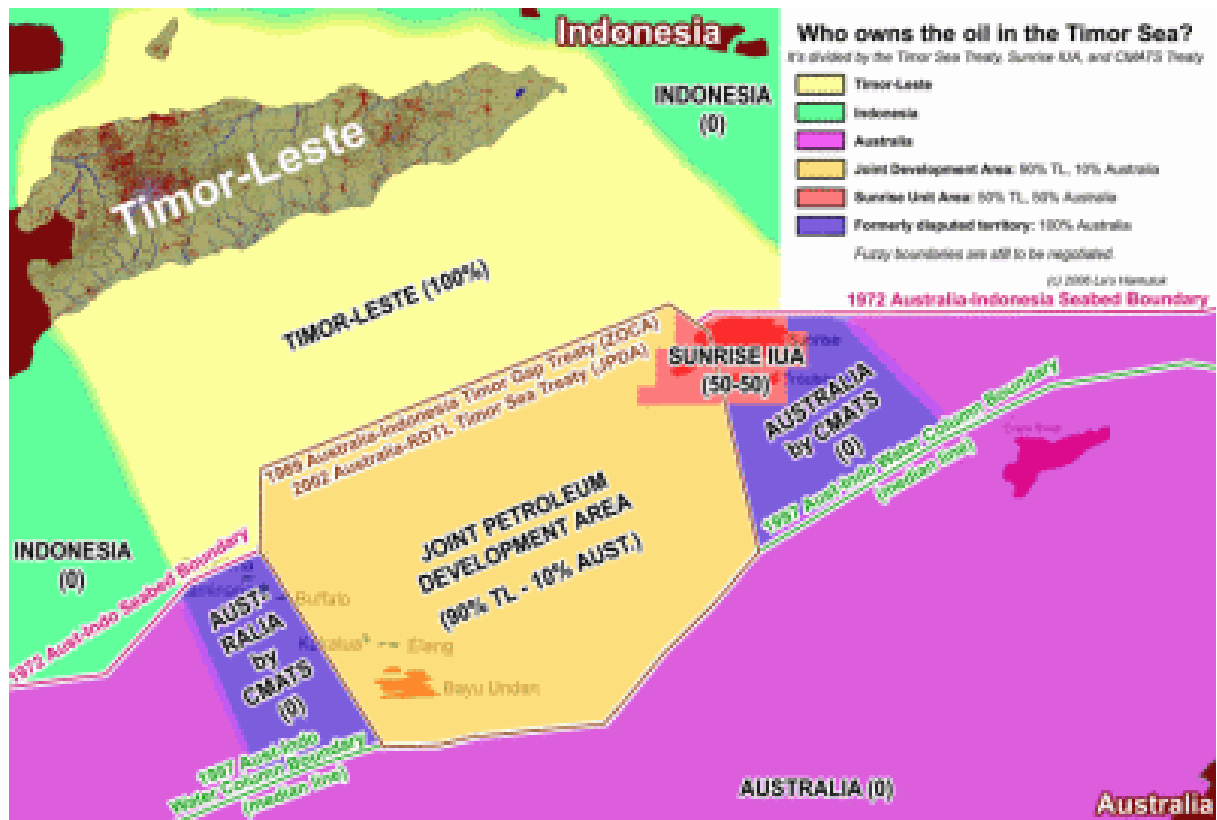 Indonesia
Who owns the oil in the Timor Sea?
It's divided by the Timor Sea Treaty, Sunrise IUA, and CMATS Treaty
Timor-Leste
Indonesia
Australia
Joint Development Area: 90% TL, 10% Australia
Sunrise Unit Area: 50% TL, 50% Australia
Formerly disputed territory: 100% Australia
Fuzzy boundaries are still to be negotiated.
(c) 2006 La'o Hamutuk
INDONESIA
(0)
Timor-Leste
1972 Australia-Indonesia Seabed Boundary
TIMOR-LESTE (100%)
1989 Australia-Indonesia Timor Gap Treaty (ZOCA)
2002 Australia-RDTL Timor Sea Treaty (JPDA)
Sunrise
SUNRISE IUA
(50-50)
AUSTRALIA
by CMATS
(0)
1997 Aust-Indo Water Column Boundary
(median line)
JOINT PETROLEUM
DEVELOPMENT AREA
(90% TL - 10% AUST.)
INDONESIA
(0)
1972 Aust-Indo Seabed Boundary
Buffalo
AUST-
RALIA
by
CMATS
(0)
Kakatua
Elang
Bayu Undan
1997 Aust-Indo
Water Column Boundary
(median line)
AUSTRALIA (0)
Australia